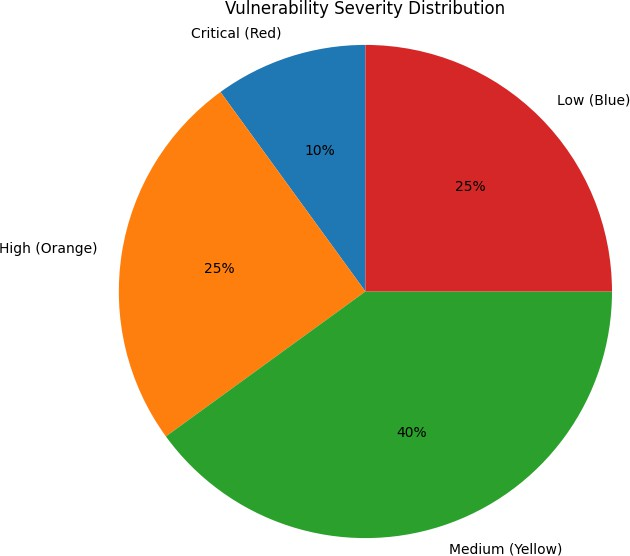 Vulnerability Severity Distribution
Critical (Red)
Low (Blue)
10%
25%
High (Orange)
25%
40%
Medium (Yellow)